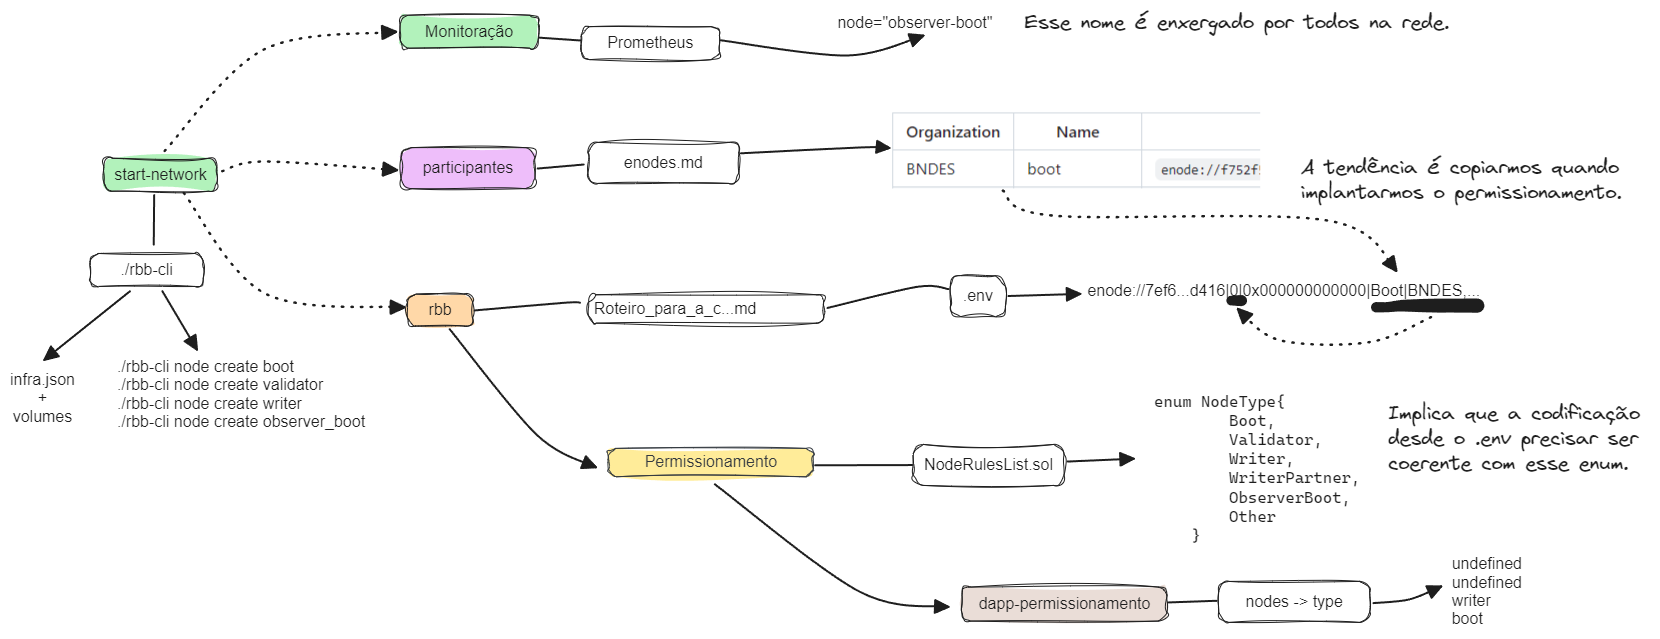 node="observer-boot"
Esse nome é enxergado por todos na rede.
Monitoração
Prometheus
Organization Name
BNDES boot enode://f752f
participantes
enodes.md
start-network
A tendência é copiarmos quando
implantarmos o permissionamento.
./rbb-cli
rbb
Roteiro_para_a_c...md
.env
enode://7ef6...d416|0|0x000000000000|Boot|BNDES,...
infra.json
+
volumes
./rbb-cli node create boot
./rbb-cli node create validator
./rbb-cli node create writer
./rbb-cli node create observer_boot
Permissionamento
NodeRulesList.sol
enum NodeType{
Boot,
Validator,
Writer,
WriterPartner,
ObserverBoot,
Other
}
Implica que a codificação
desde o .env precisar ser
coerente com esse enum.
dapp-permissionamento
nodes -> type
undefined
undefined
writer
boot